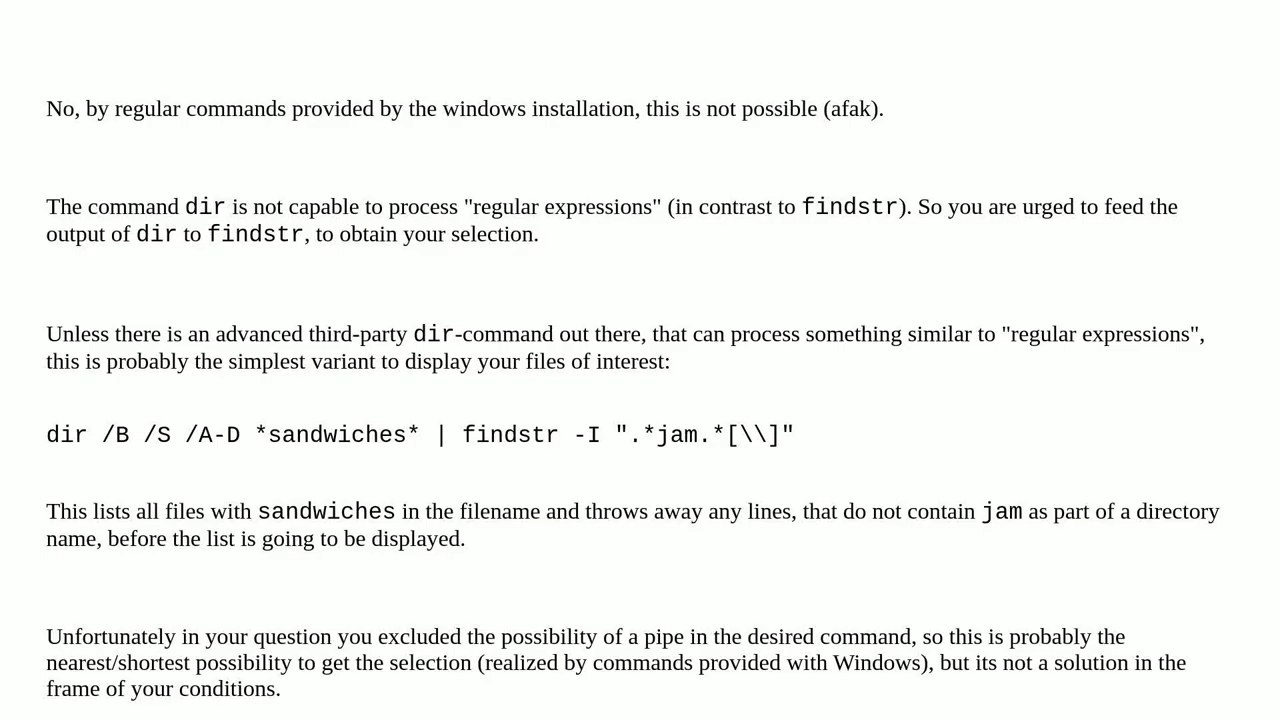 No, by regular commands provided by the windows installation, this is not possible (afak).
The command dir is not capable to process "regular expressions" (in contrast to findstr). So you are urged to feed the
output of dir to findstr, to obtain your selection.
Unless there is an advanced third-party dir-command out there, that can process something similar to "regular expressions",
this is probably the simplest variant to display your files of interest:
dir /B /S /A-D *sandwiches* | findstr -I ".*jam.*[\\]"
This lists all files with sandwiches in the filename and throws away any lines, that do not contain jam as part of a directory
name, before the list is going to be displayed.
Unfortunately in your question you excluded the possibility of a pipe in the desired command, so this is probably the
nearest/shortest possibility to get the selection (realized by commands provided with Windows), but its not a solution in the
frame of your conditions.